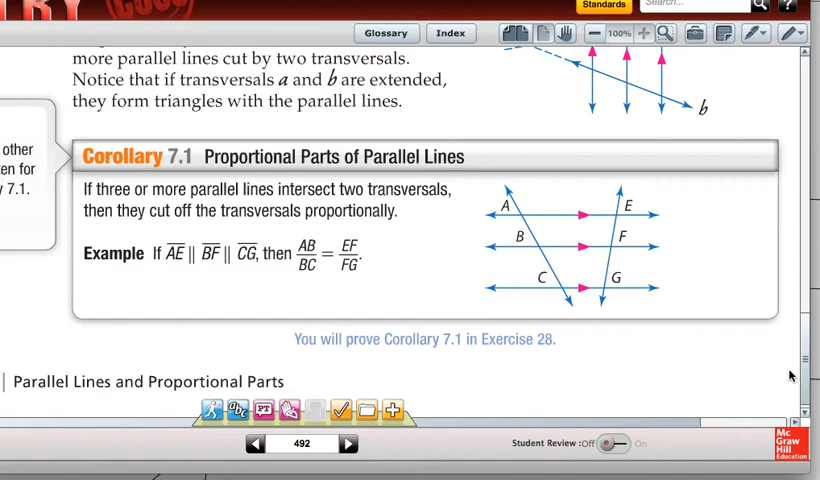 Standards
Search...
?
Glossary
Index
100%
more parallel lines cut by two transversals.
Notice that if transversals a and b are extended,
they form triangles with the parallel lines.
b
other
Corollary 7.1 Proportional Parts of Parallel Lines
7.1.
If three or more parallel lines intersect two transversals,
then they cut off the transversals proportionally.
Example If AE || BF || CG, then AB/BC = EF/FG.
A
E
B
F
C
G
You will prove Corollary 7.1 in Exercise 28.
| Parallel Lines and Proportional Parts
abc
PT
492
Student Review :Off
On
Mc
Graw
Hill
Education